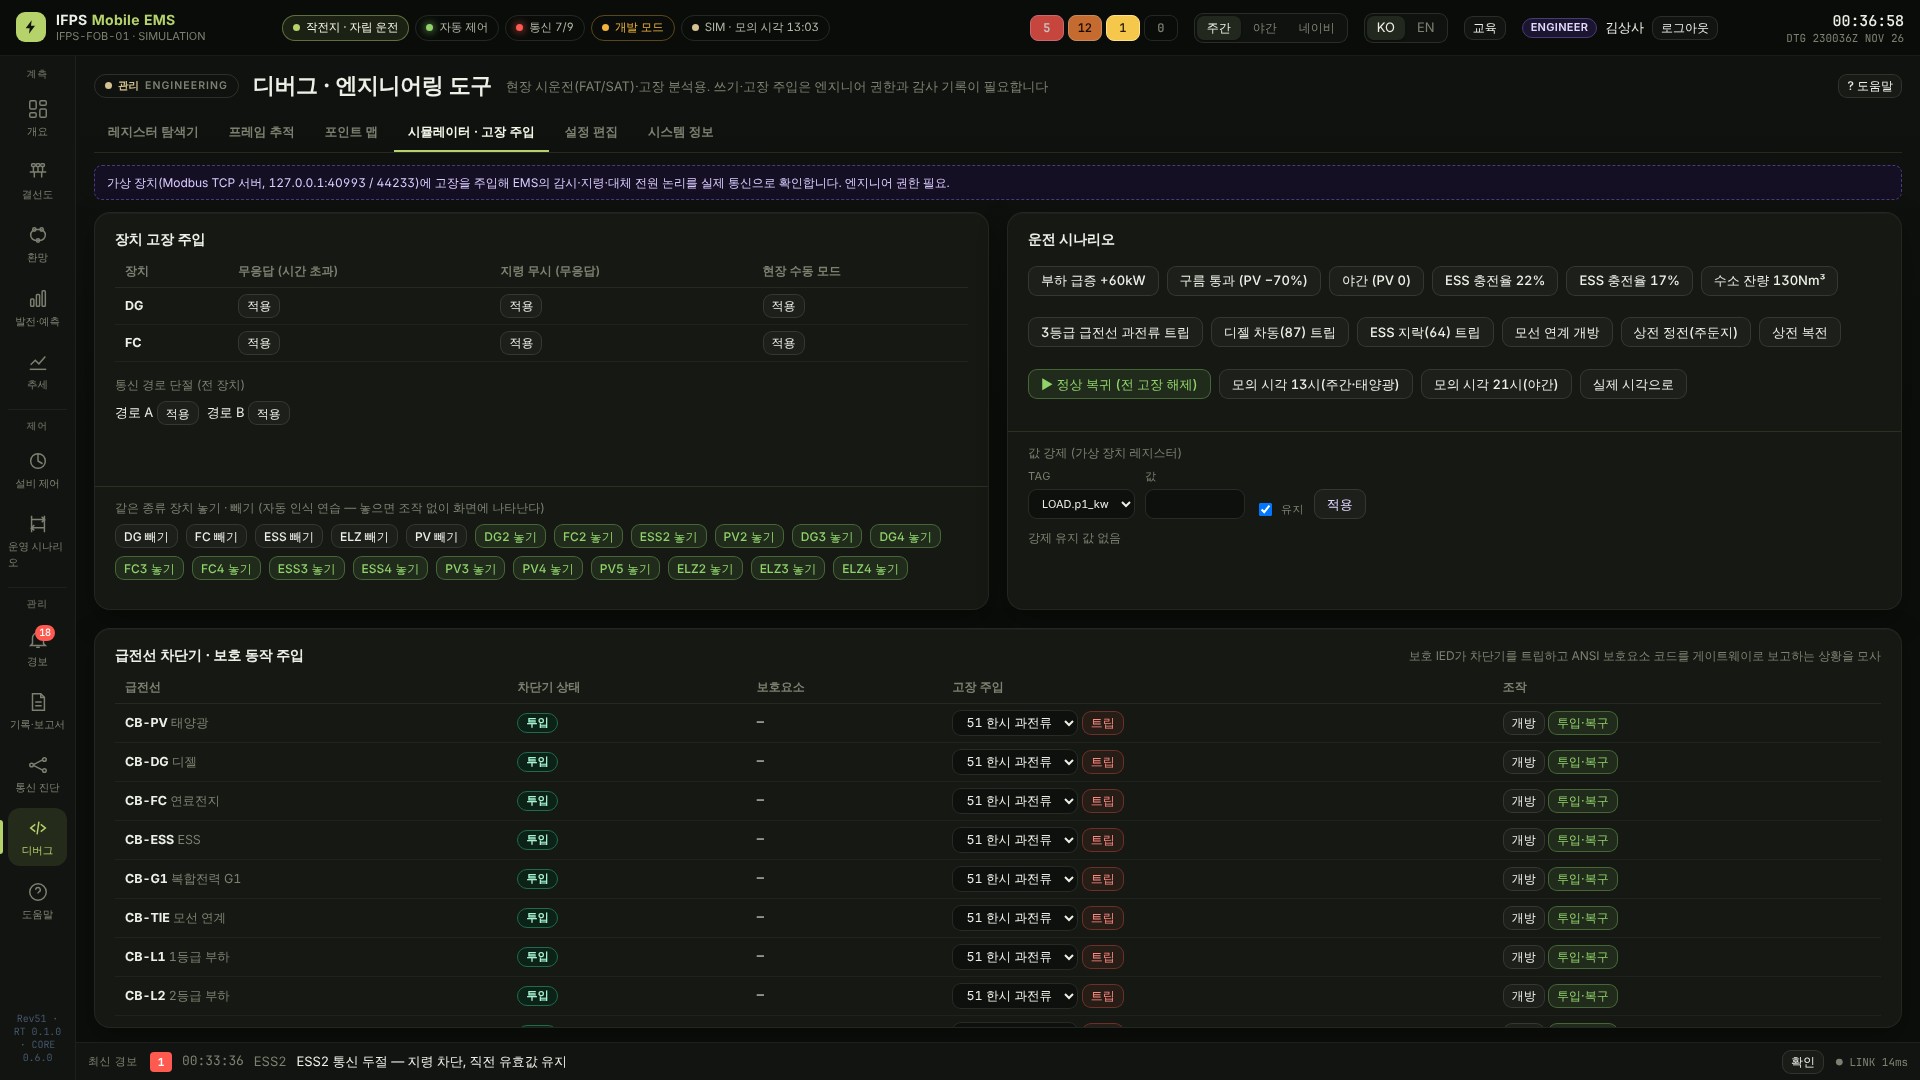 IFPS Mobile EMS
IFPS-FOB-01 · SIMULATION
작전지 · 자립 운전
자동 제어
통신 7/9
개발 모드
SIM · 모의 시각 13:03
5
12
1
0
주간
야간
네이비
KO
EN
교육
ENGINEER
김상사
로그아웃
00:36:58
DTG 230036Z NOV 26
계측
개요
결선도
환망
발전·예측
추세
제어
설비 제어
운영 시나리
오
관리
18
경보
기록·보고서
통신 진단
디버그
도움말
Rev51 ·
RT 0.1.0
· CORE
0.6.0
관리 ENGINEERING
디버그 · 엔지니어링 도구
현장 시운전(FAT/SAT)·고장 분석용. 쓰기·고장 주입은 엔지니어 권한과 감사 기록이 필요합니다
? 도움말
레지스터 탐색기
프레임 추적
포인트 맵
시뮬레이터 · 고장 주입
설정 편집
시스템 정보
가상 장치(Modbus TCP 서버, 127.0.0.1:40993 / 44233)에 고장을 주입해 EMS의 감시·지령·대체 전원 논리를 실제 통신으로 확인합니다. 엔지니어 권한 필요.
장치 고장 주입
장치 무응답 (시간 초과) 지령 무시 (무응답) 현장 수동 모드
DG 적용 적용 적용
FC 적용 적용 적용
통신 경로 단절 (전 장치)
경로 A 적용 경로 B 적용
같은 종류 장치 놓기 · 빼기 (자동 인식 연습 — 놓으면 조작 없이 화면에 나타난다)
DG 빼기 FC 빼기 ESS 빼기 ELZ 빼기 PV 빼기 DG2 놓기 FC2 놓기 ESS2 놓기 PV2 놓기 DG3 놓기 DG4 놓기
FC3 놓기 FC4 놓기 ESS3 놓기 ESS4 놓기 PV3 놓기 PV4 놓기 PV5 놓기 ELZ2 놓기 ELZ3 놓기 ELZ4 놓기
운전 시나리오
부하 급증 +60kW 구름 통과 (PV −70%) 야간 (PV 0) ESS 충전율 22% ESS 충전율 17% 수소 잔량 130Nm³
3등급 급전선 과전류 트립 디젤 차동(87) 트립 ESS 지락(64) 트립 모선 연계 개방 상전 정전(주둔지) 상전 복전
▶ 정상 복귀 (전 고장 해제) 모의 시각 13시(주간·태양광) 모의 시각 21시(야간) 실제 시각으로
값 강제 (가상 장치 레지스터)
TAG 값
LOAD.p1_kw 유지 적용
강제 유지 값 없음
급전선 차단기 · 보호 동작 주입
보호 IED가 차단기를 트립하고 ANSI 보호요소 코드를 게이트웨이로 보고하는 상황을 모사
급전선 차단기 상태 보호요소 고장 주입 조작
CB-PV 태양광 투입 — 51 한시 과전류 트립 개방 투입·복구
CB-DG 디젤 투입 — 51 한시 과전류 트립 개방 투입·복구
CB-FC 연료전지 투입 — 51 한시 과전류 트립 개방 투입·복구
CB-ESS ESS 투입 — 51 한시 과전류 트립 개방 투입·복구
CB-G1 복합전력 G1 투입 — 51 한시 과전류 트립 개방 투입·복구
CB-TIE 모선 연계 투입 — 51 한시 과전류 트립 개방 투입·복구
CB-L1 1등급 부하 투입 — 51 한시 과전류 트립 개방 투입·복구
CB-L2 2등급 부하 투입 — 51 한시 과전류 트립 개방 투입·복구
최신 경보 1 00:33:36 ESS2 ESS2 통신 두절 — 지령 차단, 직전 유효값 유지
확인
LINK 14ms